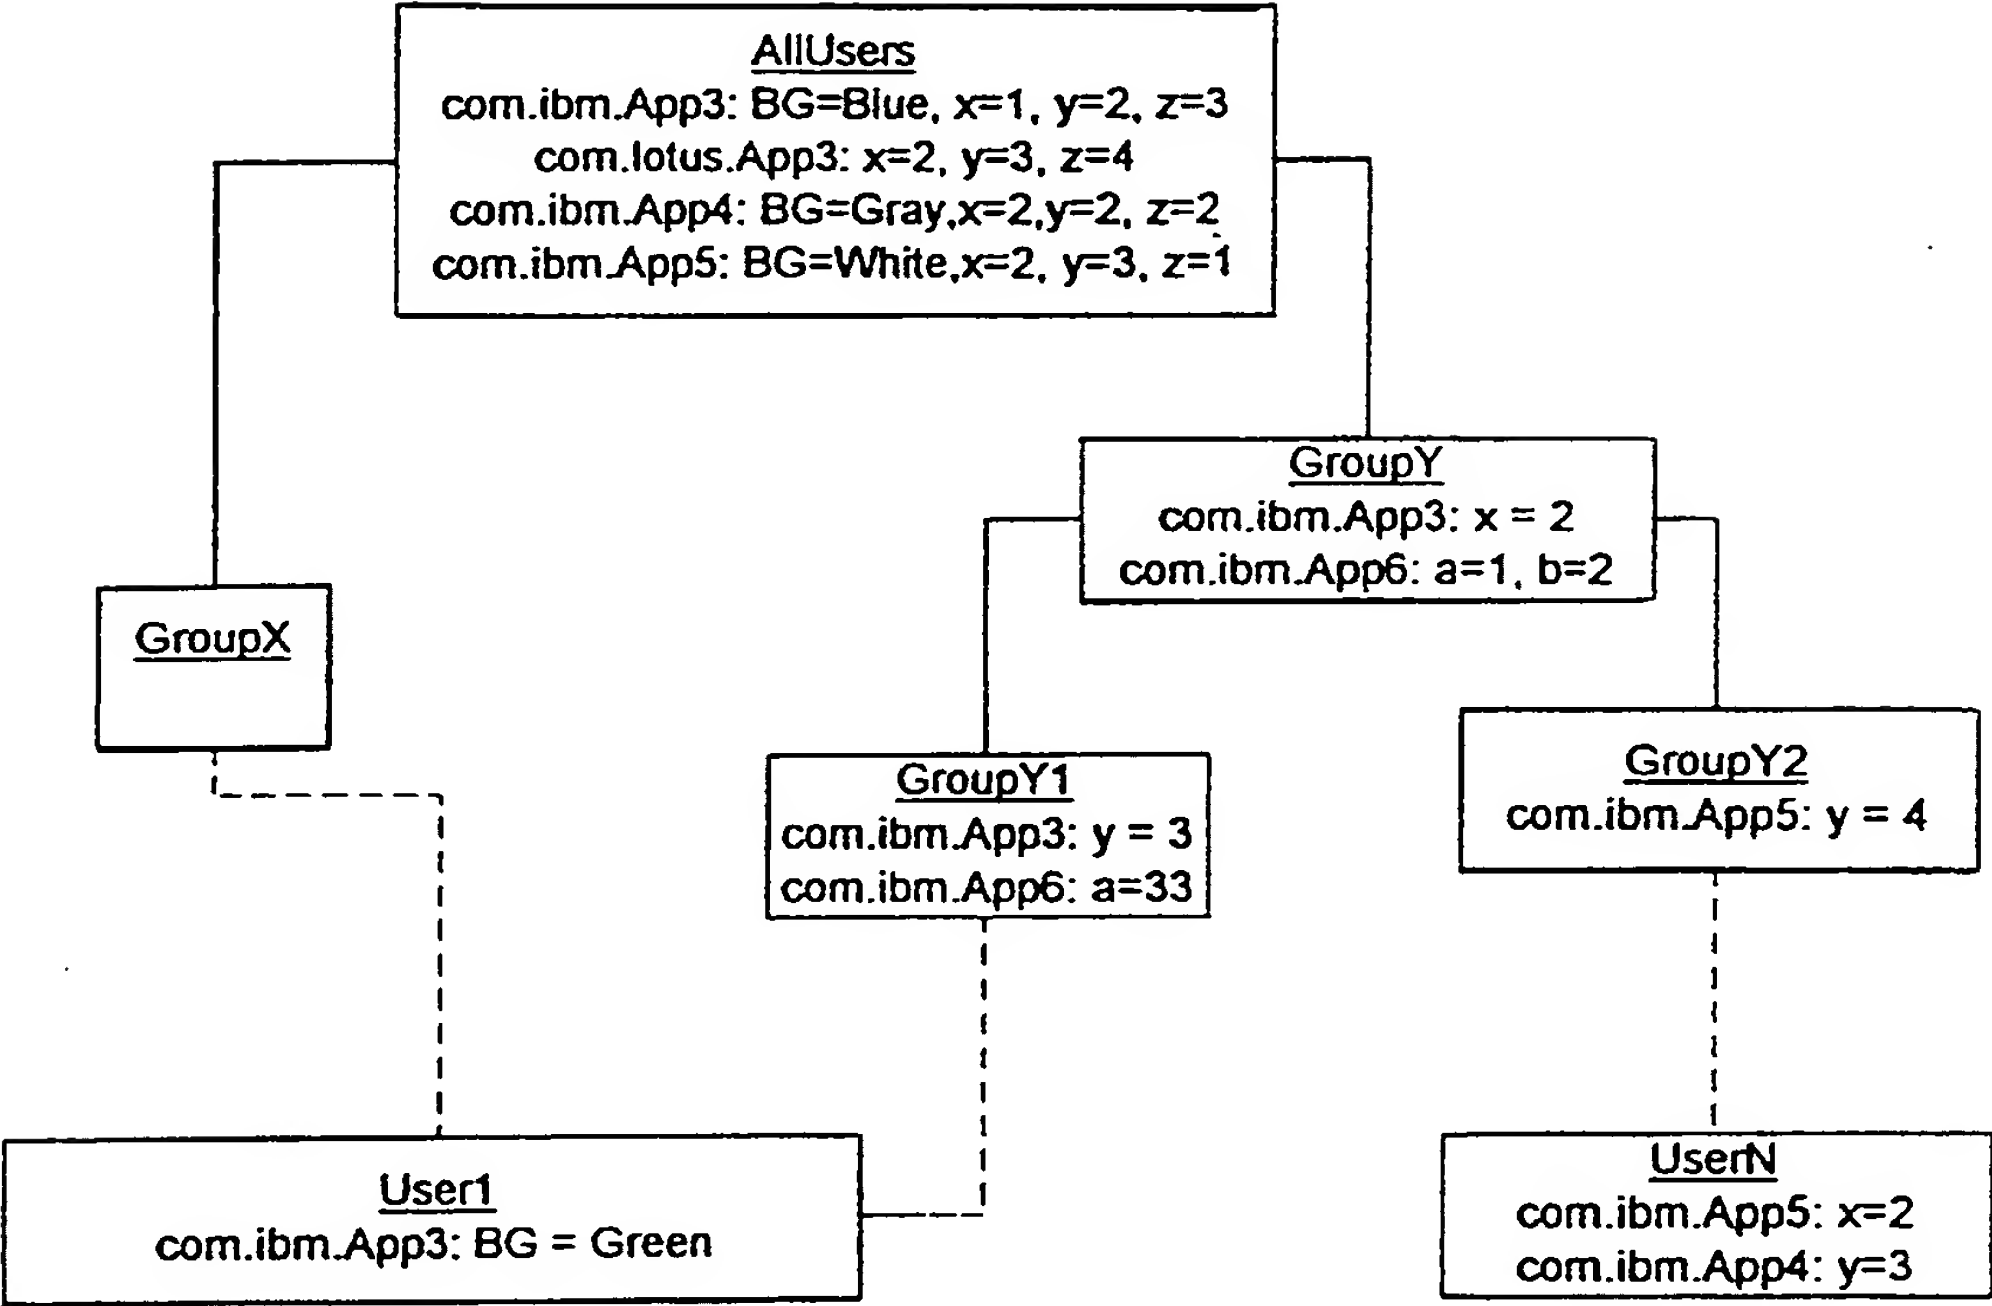 AllUsers
com.ibm.App3: BG=Blue, x=1, y=2, z=3
com.lotus.App3: x=2, y=3, z=4
com.ibm.App4: BG=Gray,x=2,y=2, z=2
com.ibm.App5: BG=White,x=2, y=3, z=1
GroupY
com.ibm.App3: x = 2
com.ibm.App6: a=1, b=2
GroupX
GroupY1
com.ibm.App3: y = 3
com.ibm.App6: a=33
GroupY2
com.ibm.App5: y = 4
User1
com.ibm.App3: BG = Green
UserN
com.ibm.App5: x=2
com.ibm.App4: y=3